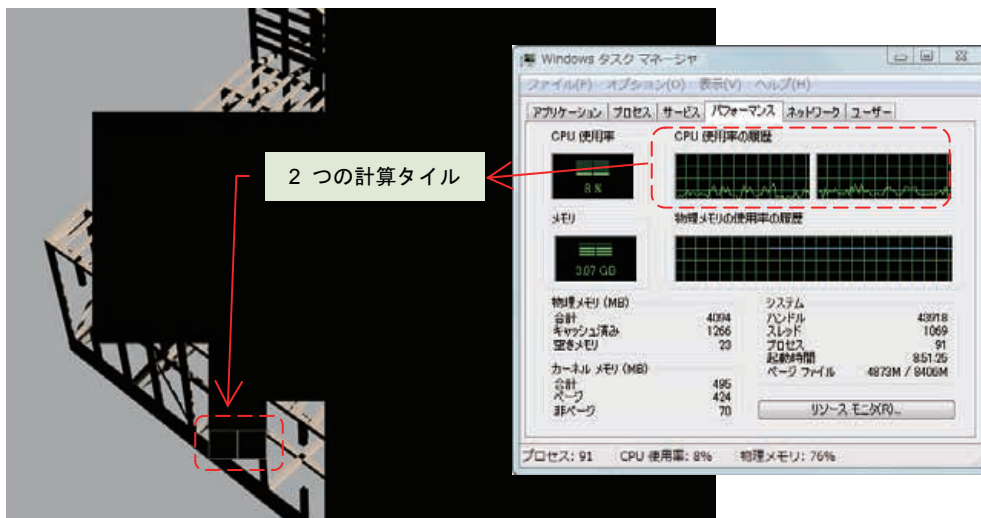 Windows タスク マネージャ
ファイル(F) オプション(O) 表示(V) ヘルプ(H)
アプリケーション プロセス サービス パフォーマンス ネットワーク ユーザー
CPU 使用率
CPU 使用率の履歴
8 %
2 つの計算タイル
メモリ
物理メモリの使用率の履歴
3.07 GB
物理メモリ (MB)
合計 4094
キャッシュ済み 1266
空きメモリ 23
カーネル メモリ (MB)
合計 495
ページ 424
非ページ 70
システム
ハンドル 43918
スレッド 1069
プロセス 91
起動時間 8:51:25
ページ ファイル 4873M / 8406M
リソース モニタ(R)...
プロセス: 91 CPU 使用率: 8% 物理メモリ: 76%